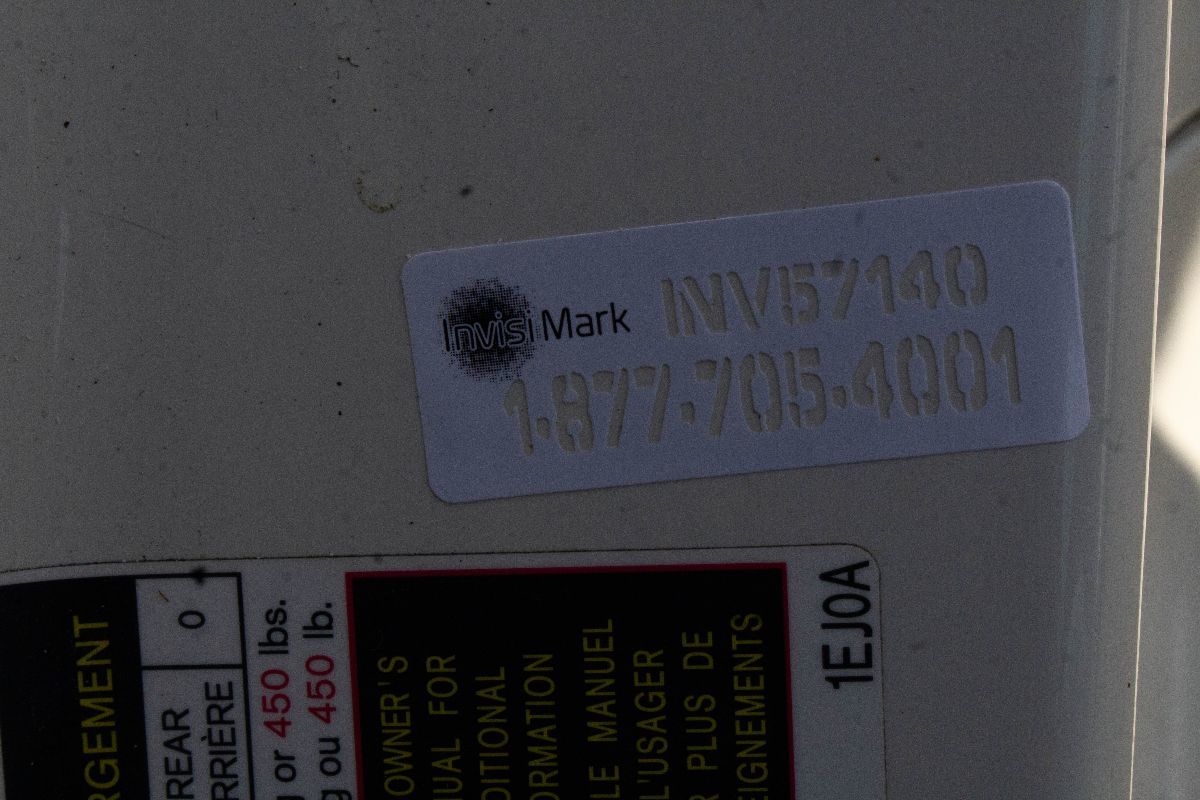 InvisiMark INV57140
1-877-705-4001
RGEMENT
0
REAR
RRIÈRE
or 450 lbs.
ou 450 lb.
OWNER'S
UAL FOR
DITIONAL
ORMATION
LE MANUEL
L'USAGER
R PLUS DE
EIGNEMENTS
1EJ0A